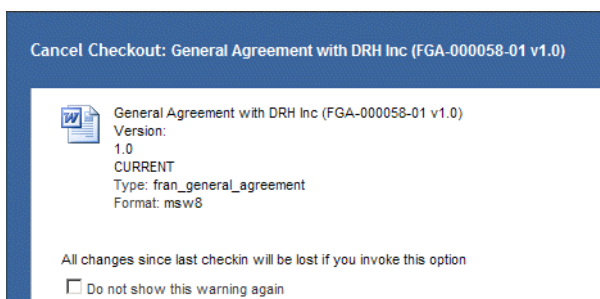 Cancel Checkout: General Agreement with DRH Inc (FGA-000058-01 v1.0)
General Agreement with DRH Inc (FGA-000058-01 v1.0)
Version:
1.0
CURRENT
Type: fran_general_agreement
Format: msw8
All changes since last checkin will be lost if you invoke this option
Do not show this warning again